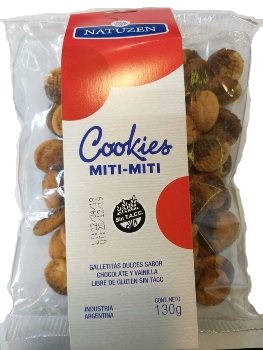 NATUZEN
Cookies
MITI-MITI
Sin T.A.C.C.
GALLETITAS DULCES SABOR
CHOCOLATE Y VAINILLA
LIBRE DE GLUTEN SIN TACC
INDUSTRIA
ARGENTINA
CONT. NETO
130g